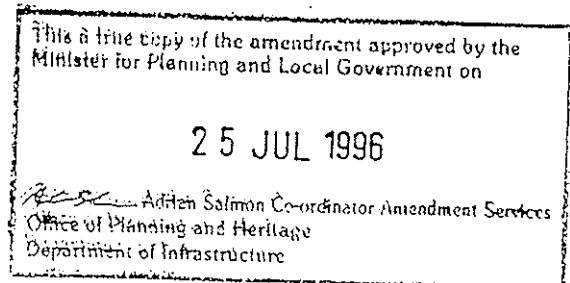 This is a true copy of the amendment approved by the
Minister for Planning and Local Government on
25 JUL 1996
Adrian Salmon Co-ordinator Amendment Services
Office of Planning and Heritage
Department of Infrastructure